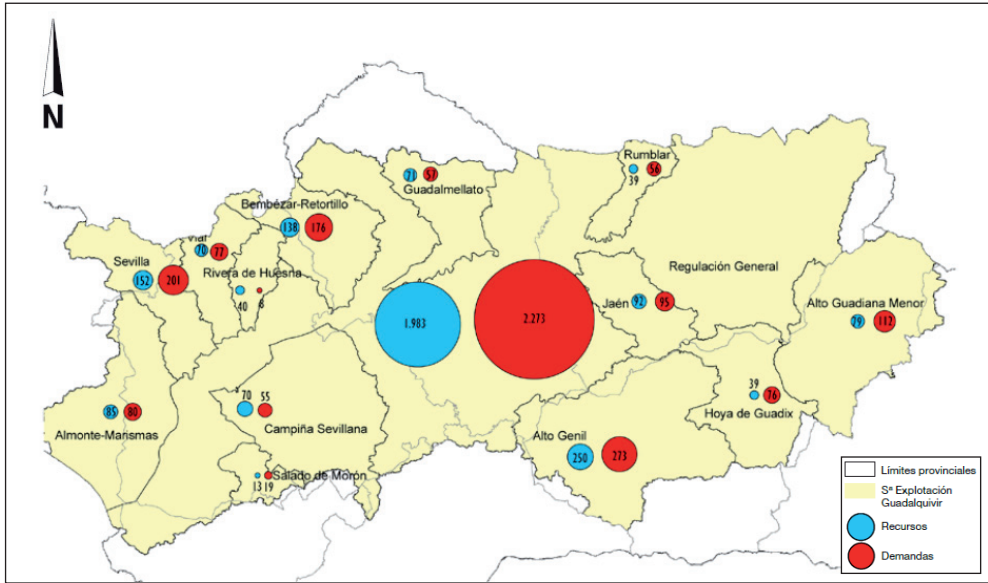 N
Rumblar
39
56
71
57
Guadalmellato
Bembézar-Retortillo
138
176
Viar
70
77
Sevilla
152
201
Rivera de Huesna
40
8
Regulación General
1.983
2.273
Jaén
92
95
Alto Guadiana Menor
79
112
39
76
Hoya de Guadix
85
80
Almonte-Marismas
70
55
Campiña Sevillana
Alto Genil
250
273
Salado de Morón
13
19
Límites provinciales
Sª Explotación
Guadalquivir
Recursos
Demandas